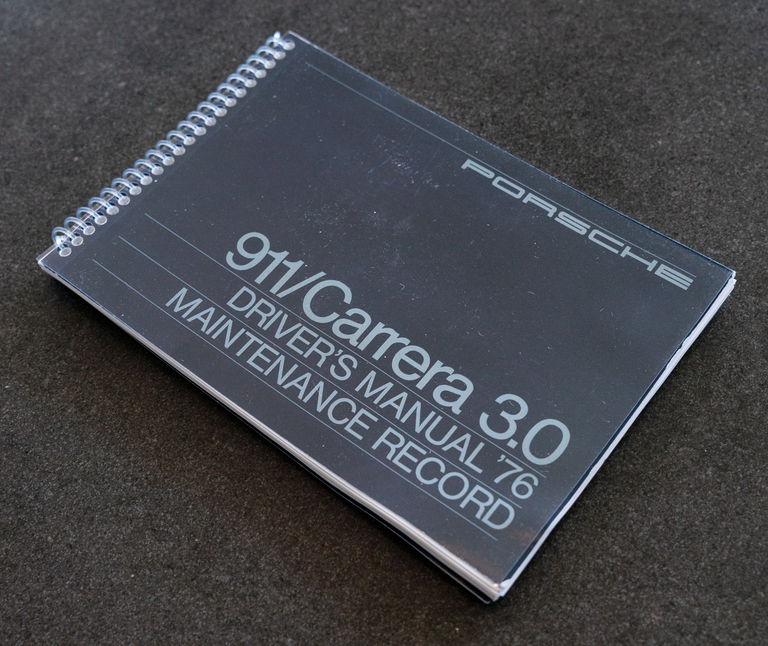 PORSCHE
911/Carrera 3.0
DRIVER'S MANUAL '76
MAINTENANCE RECORD